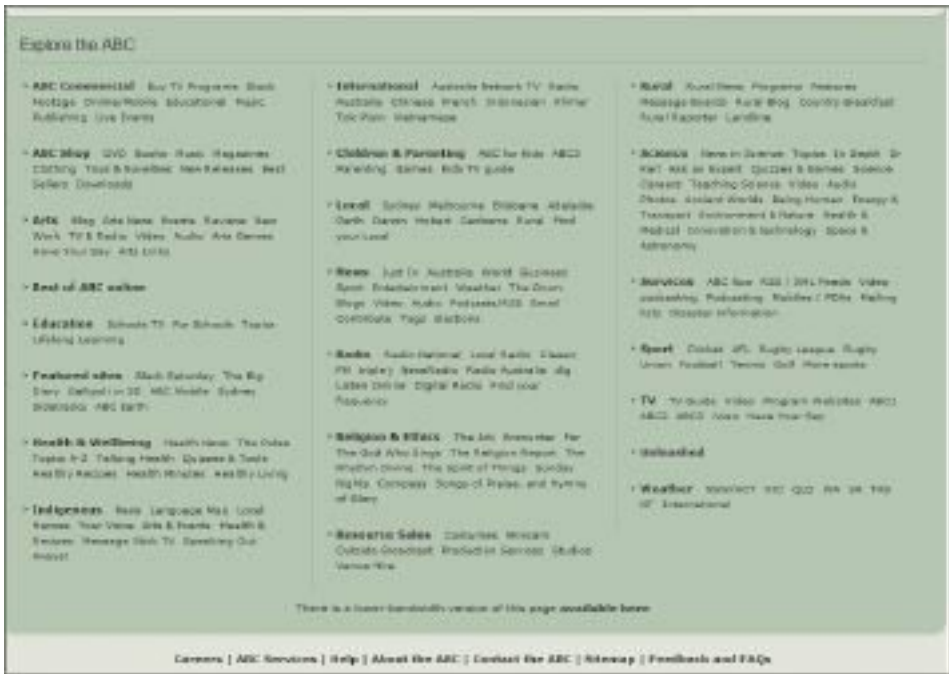 Explore the ABC
ABC Commercial Buy TV Programs Stock
Footage Online/Mobile Educational Music
Publishing Live Events
ABC Shop DVD Books Music Magazines
Clothing Toys & Novelties New Releases Best
Sellers Downloads
Arts Blog Arts News Events Reviews New
Work TV & Radio Video Audio Arts Games
Have Your Say Arts Links
Best of ABC online
Education Schools TV For Schools Topics
Lifelong Learning
Featured sites Black Saturday The Big
Diary Gallipoli in 3D ABC Mobile Sydney
Sidetracks ABC Earth
Health & Wellbeing Health News The Pulse
Topics A-Z Talking Health Quizzes & Tools
Healthy Recipes Health Minutes Healthy Living
Indigenous News Language Map Local
Heroes Your Voice Arts & Events Health &
Recipes Message Stick TV Speaking Out
Awaye!
International Australia Network TV Radio
Australia Chinese French Indonesian Khmer
Tok Pisin Vietnamese
Children & Parenting ABC for Kids ABC3
Parenting Games Kids TV guide
Local Sydney Melbourne Brisbane Adelaide
Perth Darwin Hobart Canberra Rural Find
your Local
News Just In Australia World Business
Sport Entertainment Weather The Drum
Blogs Video Audio Podcasts/RSS Email
Contribute Tags Elections
Radio Radio National Local Radio Classic
FM triple j NewsRadio Radio Australia dig
Listen Online Digital Radio Find your
frequency
Religion & Ethics The Ark Encounter For
The God Who Sings The Religion Report The
Rhythm Divine The Spirit of Things Sunday
Nights Compass Songs of Praise, and Hymns
of Glory
Resource Sales Costumes
Outside Broadcast Production Services Studios
Venue Hire
Rural Rural News Programs Features
Message Boards Rural Blog Country Breakfast
Rural Reporter Landline
Science News in Science Topics In Depth Dr
Karl Ask an Expert Quizzes & Games Science
Careers Teaching Science Video Audio
Photos Ancient Worlds Being Human Energy &
Transport Environment & Nature Health &
Medical Innovation & technology Space &
Astronomy
Services ABC Now RSS / XML Feeds Video
podcasting Podcasting Mobiles / PDAs Mailing
lists Disaster Information
Sport Cricket AFL Rugby League Rugby
Union Football Tennis Golf More sports
TV TV Guide Video Program Websites ABC1
ABC2 ABC3 iView Have Your Say
Unleashed
Weather NSW/ACT VIC QLD WA SA TAS
NT International
There is a lower-bandwidth version of this page available here
Careers | ABC Services | Help | About the ABC | Contact the ABC | Sitemap | Feedback and FAQs